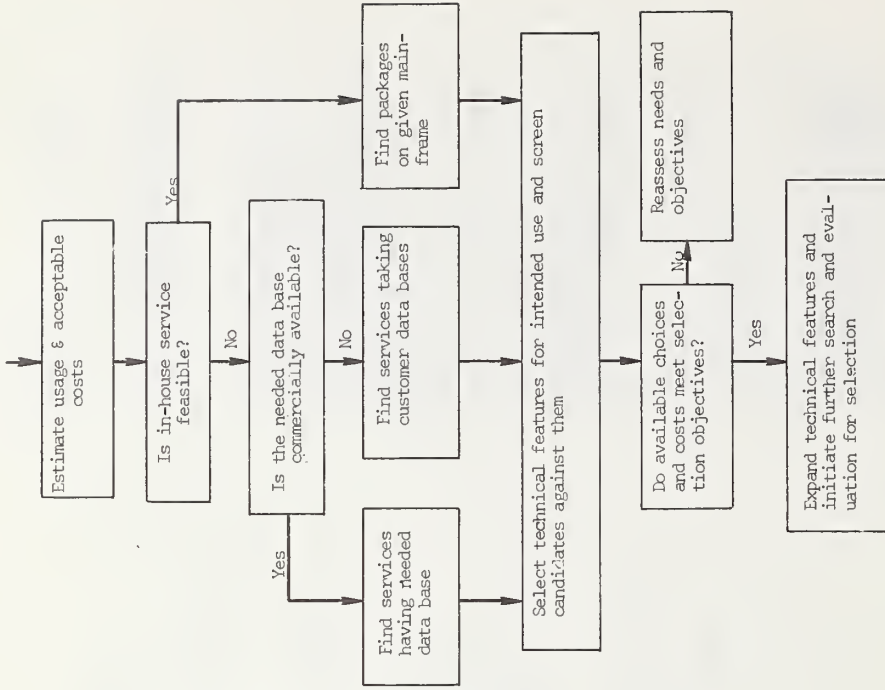 Estimate usage & acceptable
costs
Is in-house service
feasible?
Yes
No
Is the needed data base
commercially available?
Yes
No
Find services
having needed
data base
Find services taking
customer data bases
Find packages
on given main-
frame
Select technical features for intended use and screen
candidates against them
Do available choices
and costs meet selec-
tion objectives?
No
Reassess needs and
objectives
Yes
Expand technical features and
initiate further search and eval-
uation for selection